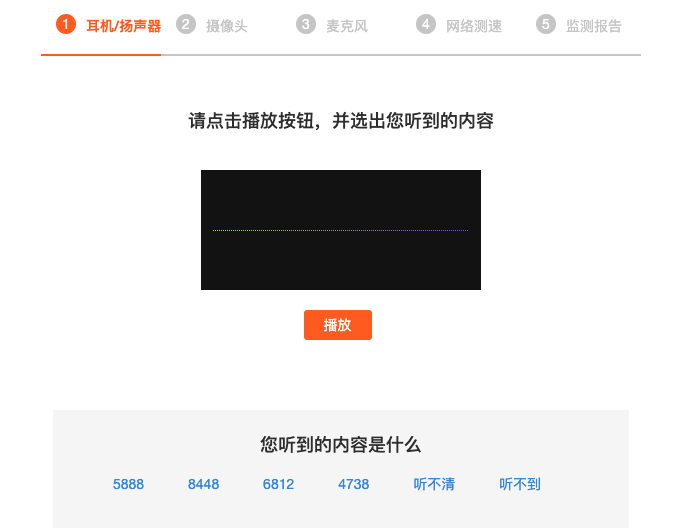 1 耳机/扬声器 2 摄像头 3 麦克风 4 网络测速 5 监测报告
请点击播放按钮，并选出您听到的内容
播放
您听到的内容是什么
5888 8448 6812 4738 听不清 听不到